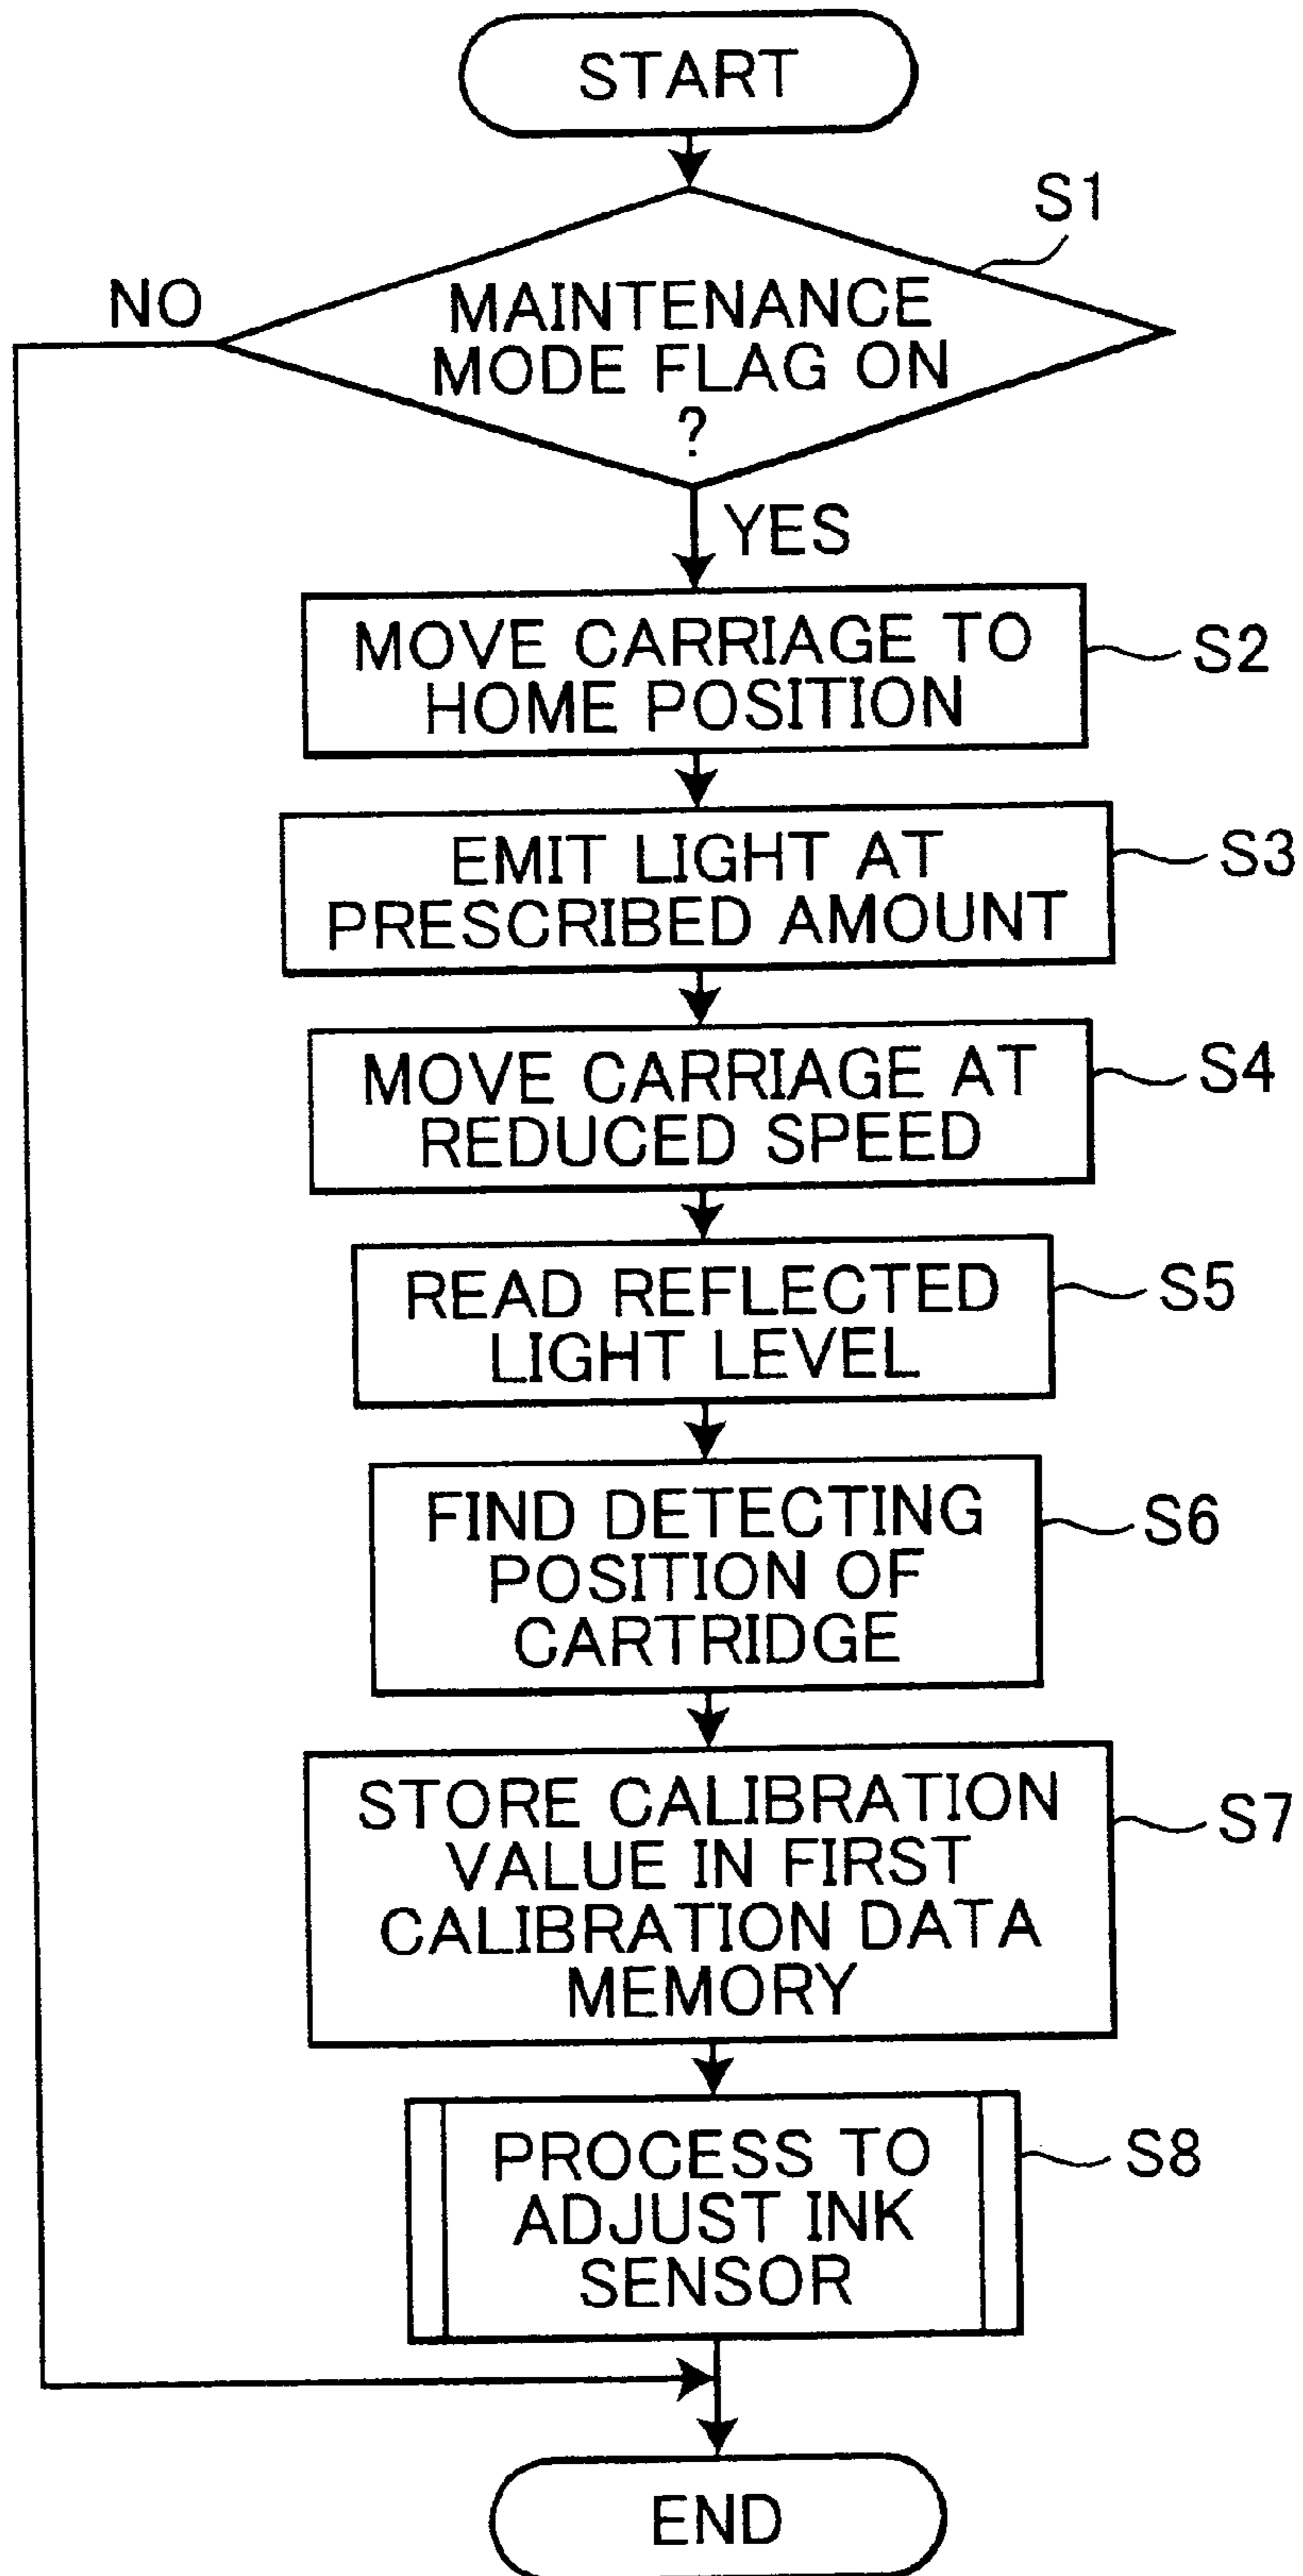 START
S1
NO
MAINTENANCE
MODE FLAG ON
?
YES
MOVE CARRIAGE TO
HOME POSITION
S2
EMIT LIGHT AT
PRESCRIBED AMOUNT
S3
MOVE CARRIAGE AT
REDUCED SPEED
S4
READ REFLECTED
LIGHT LEVEL
S5
FIND DETECTING
POSITION OF
CARTRIDGE
S6
STORE CALIBRATION
VALUE IN FIRST
CALIBRATION DATA
MEMORY
S7
PROCESS TO
ADJUST INK
SENSOR
S8
END